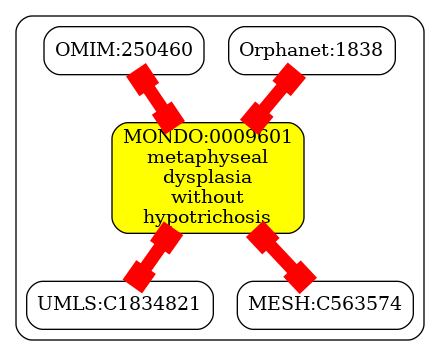 OMIM:250460
Orphanet:1838
MONDO:0009601
metaphyseal
dysplasia
without
hypotrichosis
UMLS:C1834821
MESH:C563574